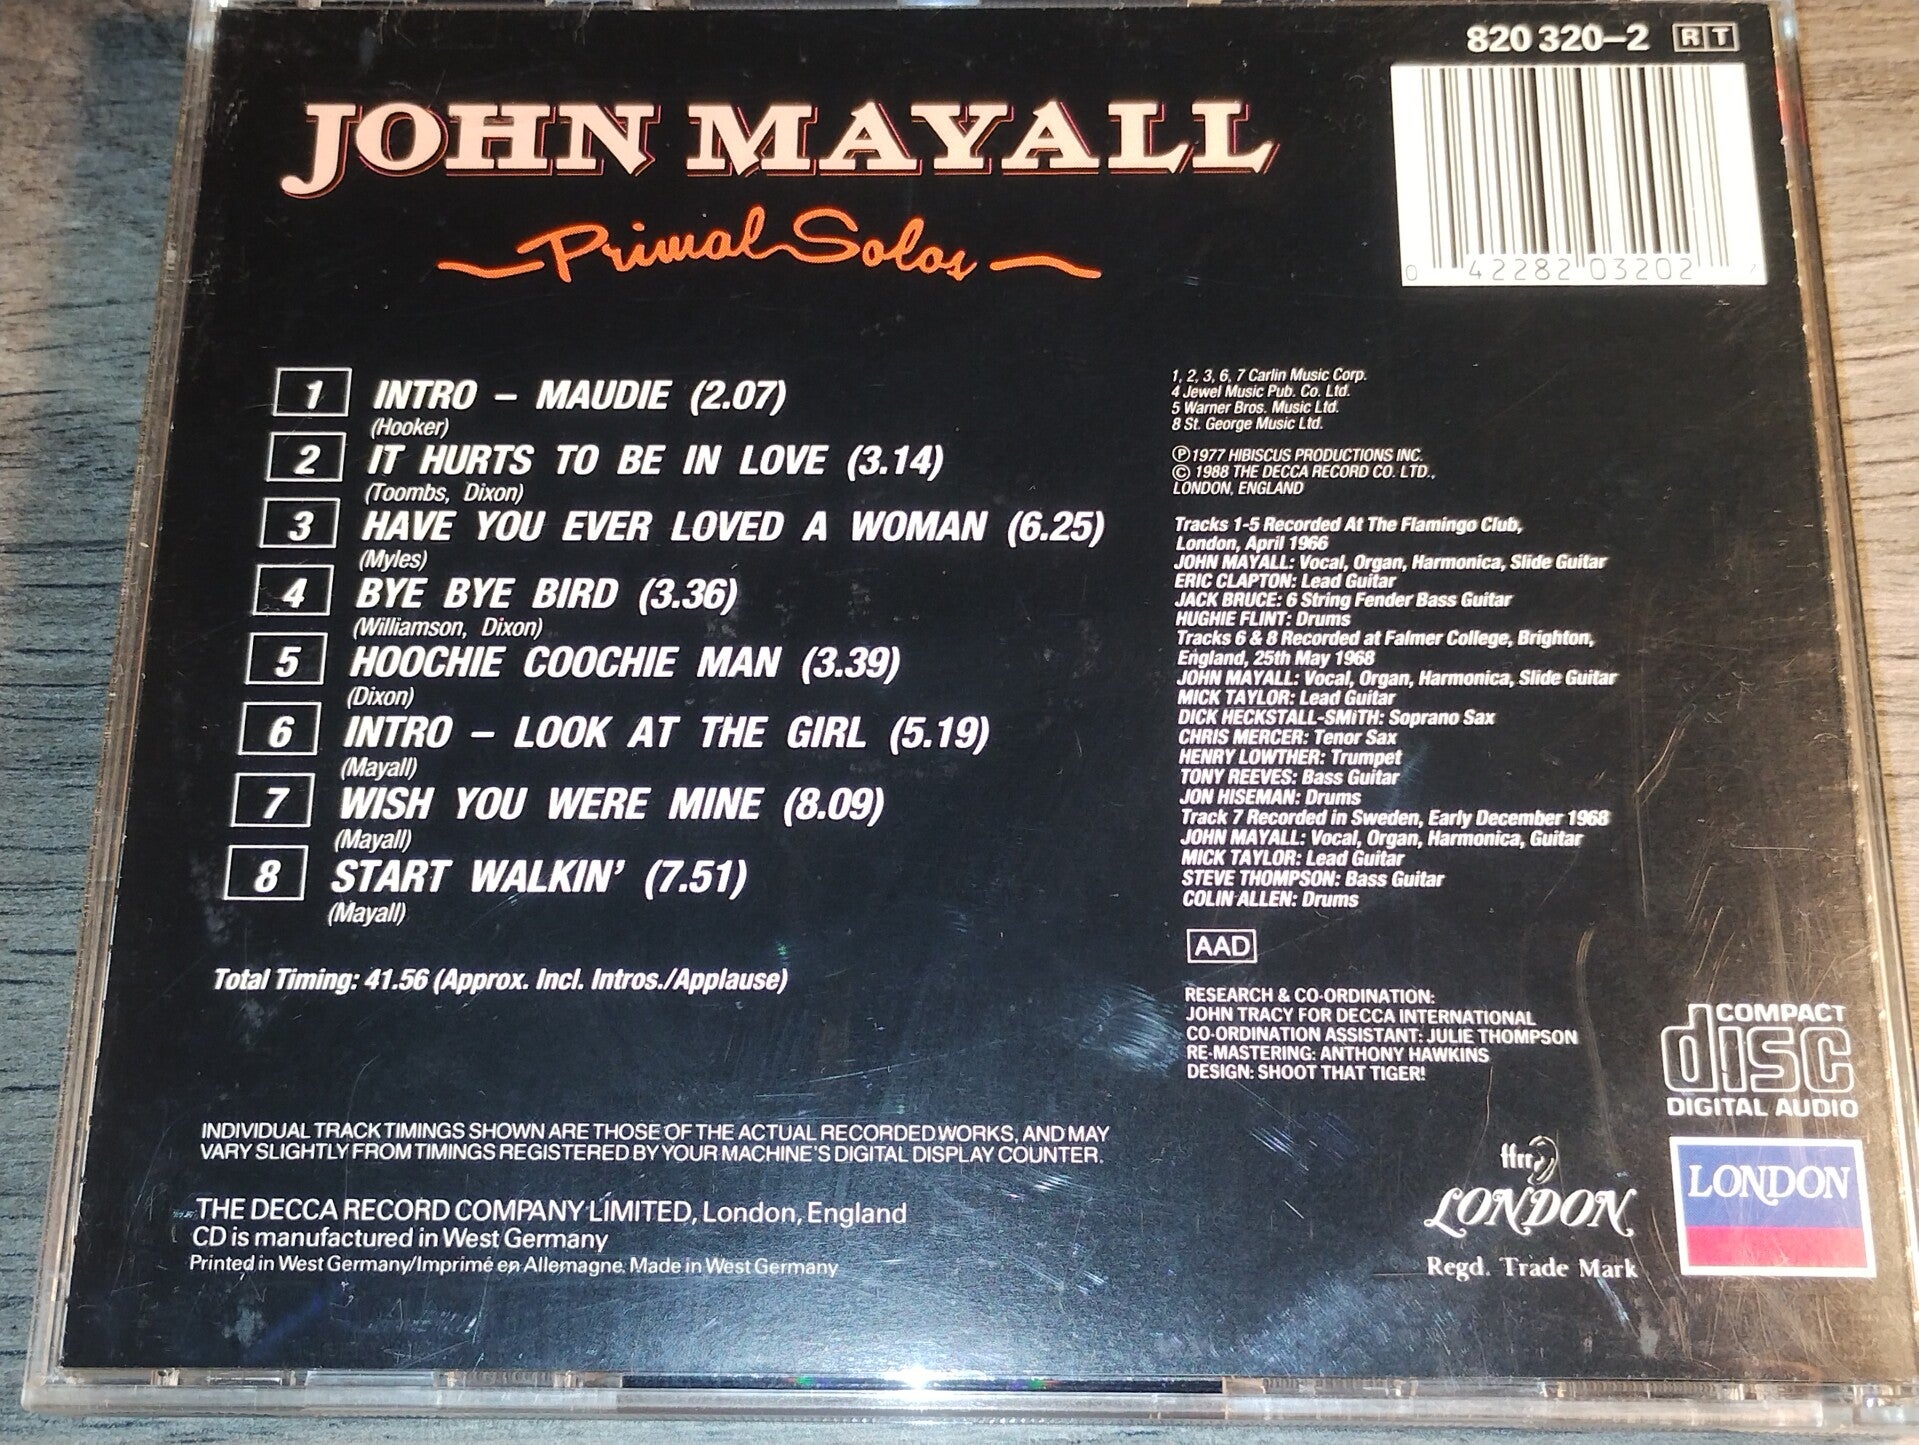 820 320–2 RT
JOHN MAYALL
Primal Solos
0 42282 03202 7
1 INTRO – MAUDIE (2.07)
(Hooker)
2 IT HURTS TO BE IN LOVE (3.14)
(Toombs, Dixon)
3 HAVE YOU EVER LOVED A WOMAN (6.25)
(Myles)
4 BYE BYE BIRD (3.36)
(Williamson, Dixon)
5 HOOCHIE COOCHIE MAN (3.39)
(Dixon)
6 INTRO – LOOK AT THE GIRL (5.19)
(Mayall)
7 WISH YOU WERE MINE (8.09)
(Mayall)
8 START WALKIN' (7.51)
(Mayall)
Total Timing: 41.56 (Approx. Incl. Intros./Applause)
1, 2, 3, 6, 7 Carlin Music Corp.
4 Jewel Music Pub. Co. Ltd.
5 Warner Bros. Music Ltd.
8 St. George Music Ltd.
Ⓟ 1977 HIBISCUS PRODUCTIONS INC.
© 1988 THE DECCA RECORD CO. LTD.,
LONDON, ENGLAND
Tracks 1-5 Recorded At The Flamingo Club,
London, April 1966
JOHN MAYALL: Vocal, Organ, Harmonica, Slide Guitar
ERIC CLAPTON: Lead Guitar
JACK BRUCE: 6 String Fender Bass Guitar
HUGHIE FLINT: Drums
Tracks 6 & 8 Recorded at Falmer College, Brighton,
England, 25th May 1968
JOHN MAYALL: Vocal, Organ, Harmonica, Slide Guitar
MICK TAYLOR: Lead Guitar
DICK HECKSTALL-SMiTH: Soprano Sax
CHRIS MERCER: Tenor Sax
HENRY LOWTHER: Trumpet
TONY REEVES: Bass Guitar
JON HISEMAN: Drums
Track 7 Recorded in Sweden, Early December 1968
JOHN MAYALL: Vocal, Organ, Harmonica, Guitar
MICK TAYLOR: Lead Guitar
STEVE THOMPSON: Bass Guitar
COLIN ALLEN: Drums
AAD
RESEARCH & CO-ORDINATION:
JOHN TRACY FOR DECCA INTERNATIONAL
CO-ORDINATION ASSISTANT: JULIE THOMPSON
RE-MASTERING: ANTHONY HAWKINS
DESIGN: SHOOT THAT TIGER!
COMPACT
disc
DIGITAL AUDIO
INDIVIDUAL TRACK TIMINGS SHOWN ARE THOSE OF THE ACTUAL RECORDED WORKS, AND MAY
VARY SLIGHTLY FROM TIMINGS REGISTERED BY YOUR MACHINE'S DIGITAL DISPLAY COUNTER.
THE DECCA RECORD COMPANY LIMITED, London, England
CD is manufactured in West Germany
Printed in West Germany/Imprimé en Allemagne. Made in West Germany
ffrr
LONDON
Regd. Trade Mark
LONDON